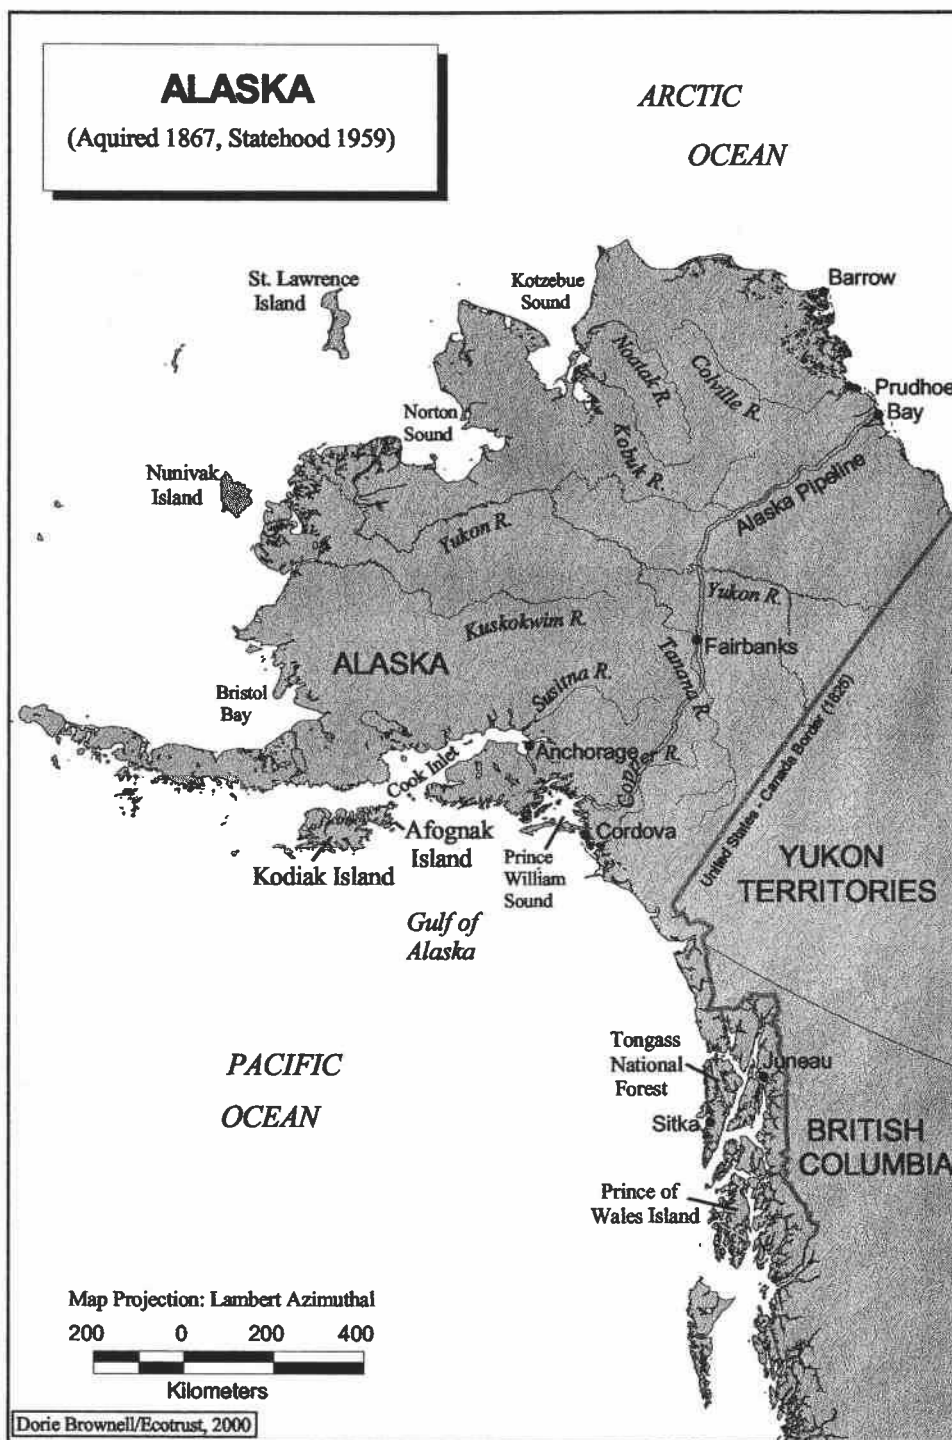 ALASKA
(Aquired 1867, Statehood 1959)
ARCTIC
OCEAN
St. Lawrence
Island
Kotzebue
Sound
Barrow
Noatak R.
Colville R.
Prudhoe
Bay
Norton
Sound
Kobuk R.
Nunivak
Island
Alaska Pipeline
Yukon R.
Yukon R.
Kuskokwim R.
Fairbanks
ALASKA
Tanana R.
Susitna R.
Bristol
Bay
United States - Canada Border (1825)
Anchorage
Cook Inlet
Copper R.
Cordova
Afognak
Island
Kodiak Island
Prince
William
Sound
YUKON
TERRITORIES
Gulf of
Alaska
Tongass
National
Forest
Juneau
PACIFIC
OCEAN
Sitka
BRITISH
COLUMBIA
Prince of
Wales Island
Map Projection: Lambert Azimuthal
200 0 200 400
Kilometers
Dorie Brownell/Ecotrust, 2000